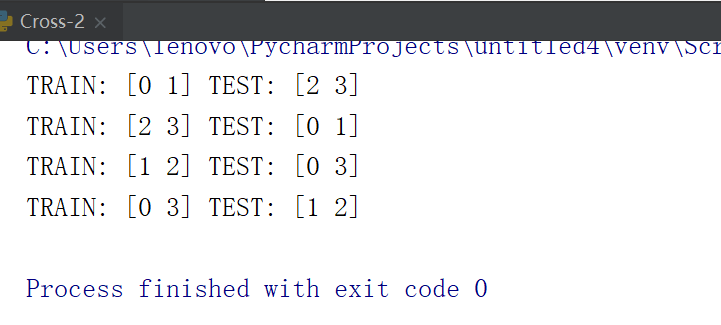 Cross-2
C:\Users\lenovo\PycharmProjects\untitled4\venv\Scr
TRAIN: [0 1] TEST: [2 3]
TRAIN: [2 3] TEST: [0 1]
TRAIN: [1 2] TEST: [0 3]
TRAIN: [0 3] TEST: [1 2]
Process finished with exit code 0